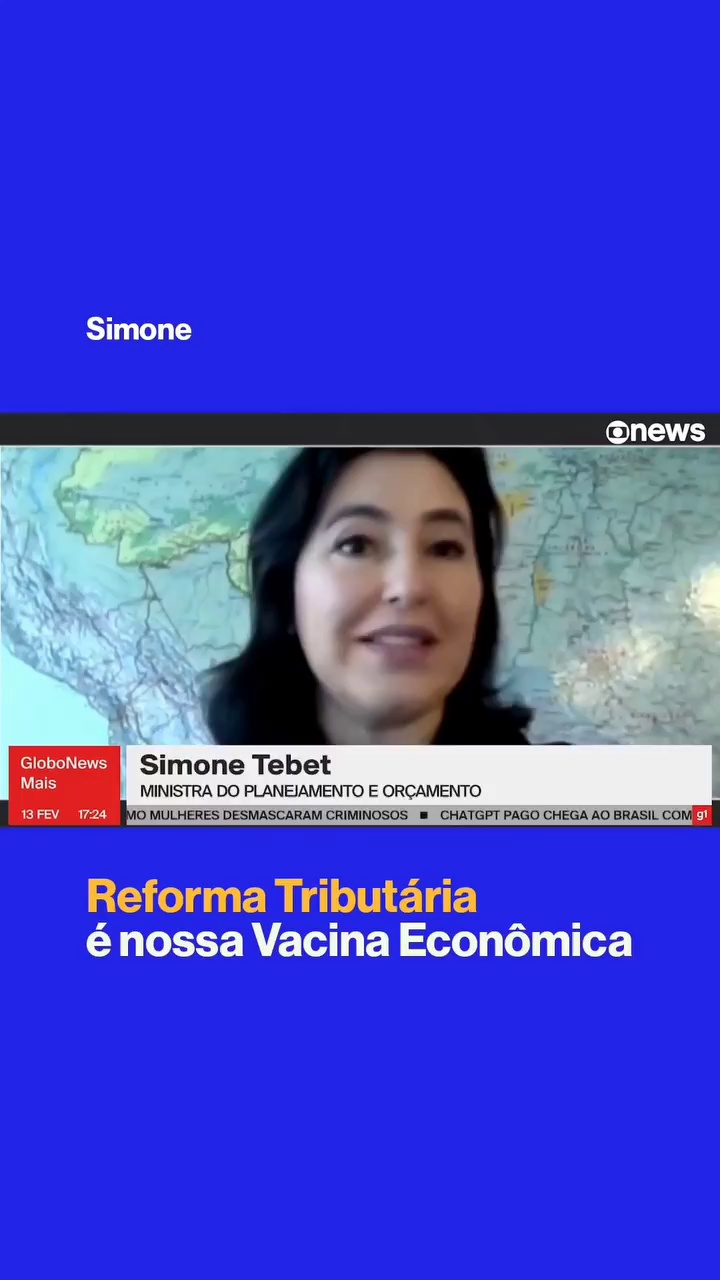 Simone
news
GloboNews
Mais
Simone Tebet
MINISTRA DO PLANEJAMENTO E ORÇAMENTO
13 FEV 17:24
MO MULHERES DESMASCARAM CRIMINOSOS ■ CHATGPT PAGO CHEGA AO BRASIL COM g1
Reforma Tributária
é nossa Vacina Econômica